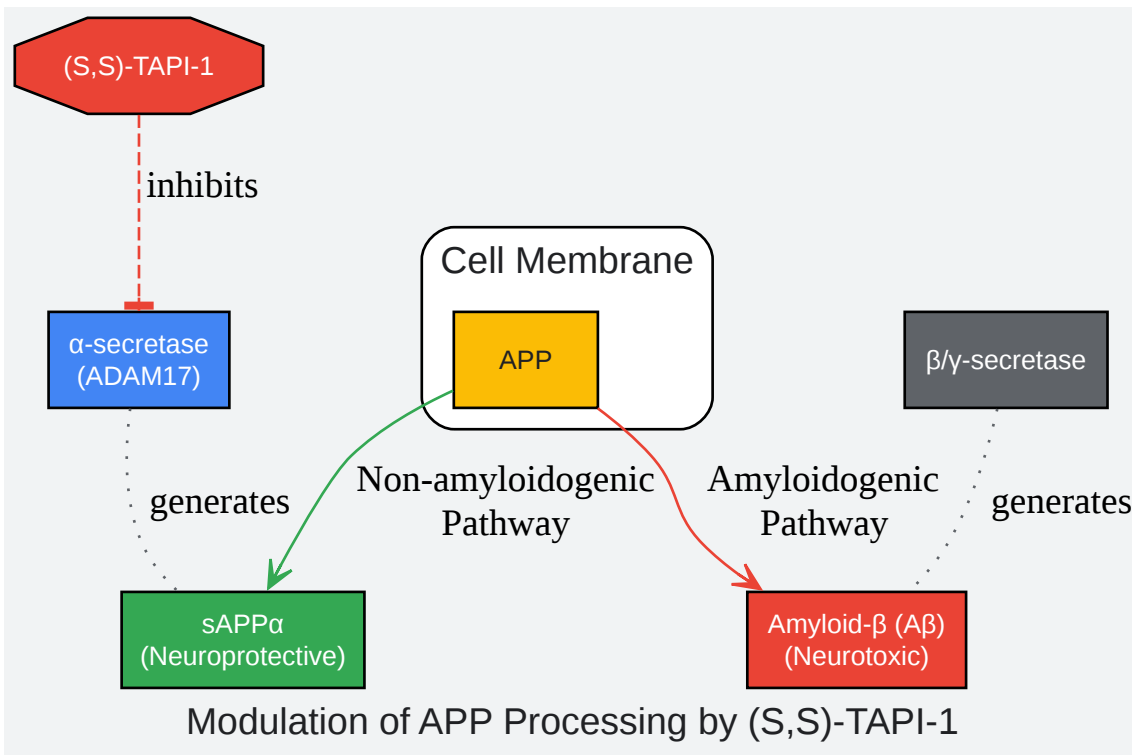 (S,S)-TAPI-1
inhibits
Cell Membrane
α-secretase
(ADAM17)
APP
β/γ-secretase
generates
Non-amyloidogenic
Pathway
Amyloidogenic
Pathway
generates
sAPPα
(Neuroprotective)
Amyloid-β (Aβ)
(Neurotoxic)
Modulation of APP Processing by (S,S)-TAPI-1